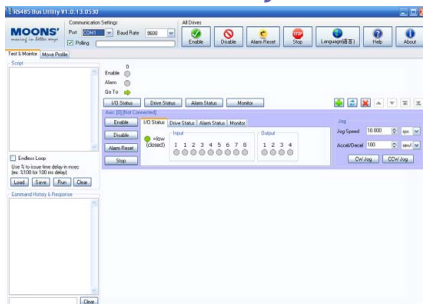 RS485 Bus Utility V1.0.13.0530
MOONS'
moving in better ways
Communication Settings
Port COM1 Baud Rate 9600
Polling
All Drives
Enable
Disable
Alarm Reset
Stop
Language(语言)
Help
About
Test & Monitor Move Profile
Script
Endless Loop
Use % to issue time delay in msec
(ex. %100 for 100 ms delay)
Load Save Run Clear
Command History & Response
Clear
0
Enable
Alarm
Go To
I/O Status Drive Status Alarm Status Monitor
Axis: [0](Not Connected)
Enable
Disable
Alarm Reset
Stop
I/O Status Drive Status Alarm Status Monitor
=low
(closed)
Input
1 2 3 4 5 6 7 8
Output
1 2 3 4
Jog
Jog Speed 10.000 rps
Accel/Decel 100
CW Jog CCW Jog